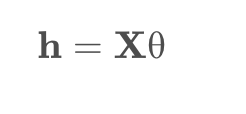 h = Xθ